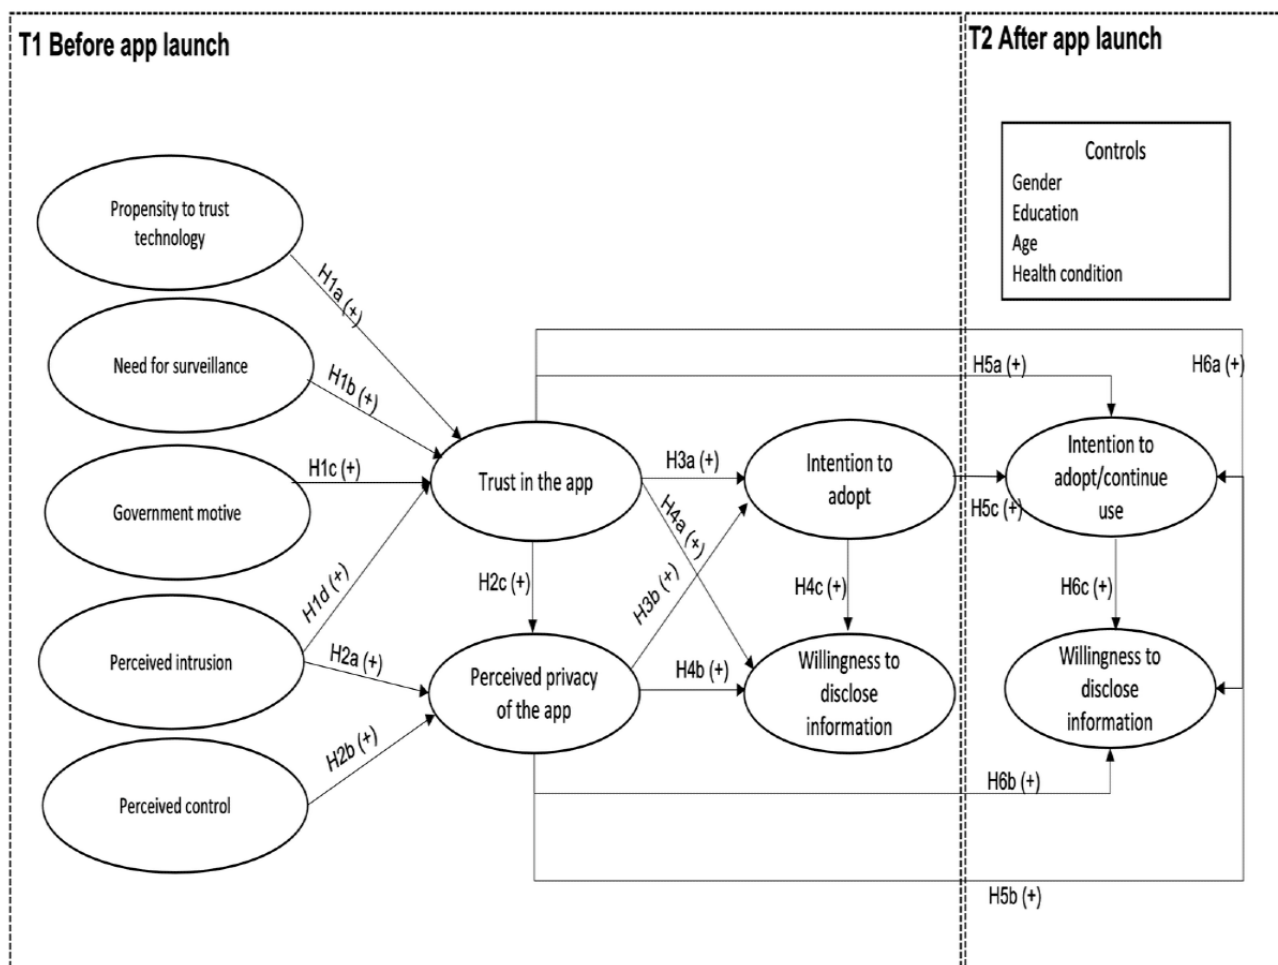 T1 Before app launch
T2 After app launch
Controls
Gender
Education
Age
Health condition
Propensity to trust
technology
H1a (+)
Need for surveillance
H1b (+)
H5a (+)
H6a (+)
Government motive
H1c (+)
Trust in the app
H3a (+)
Intention to
adopt
H5c (+)
Intention to
adopt/continue
use
H4a (+)
H1d (+)
H2c (+)
H3b (+)
H4c (+)
H6c (+)
Perceived intrusion
H2a (+)
Perceived privacy
of the app
H4b (+)
Willingness to
disclose
information
Willingness to
disclose
information
H2b (+)
Perceived control
H6b (+)
H5b (+)